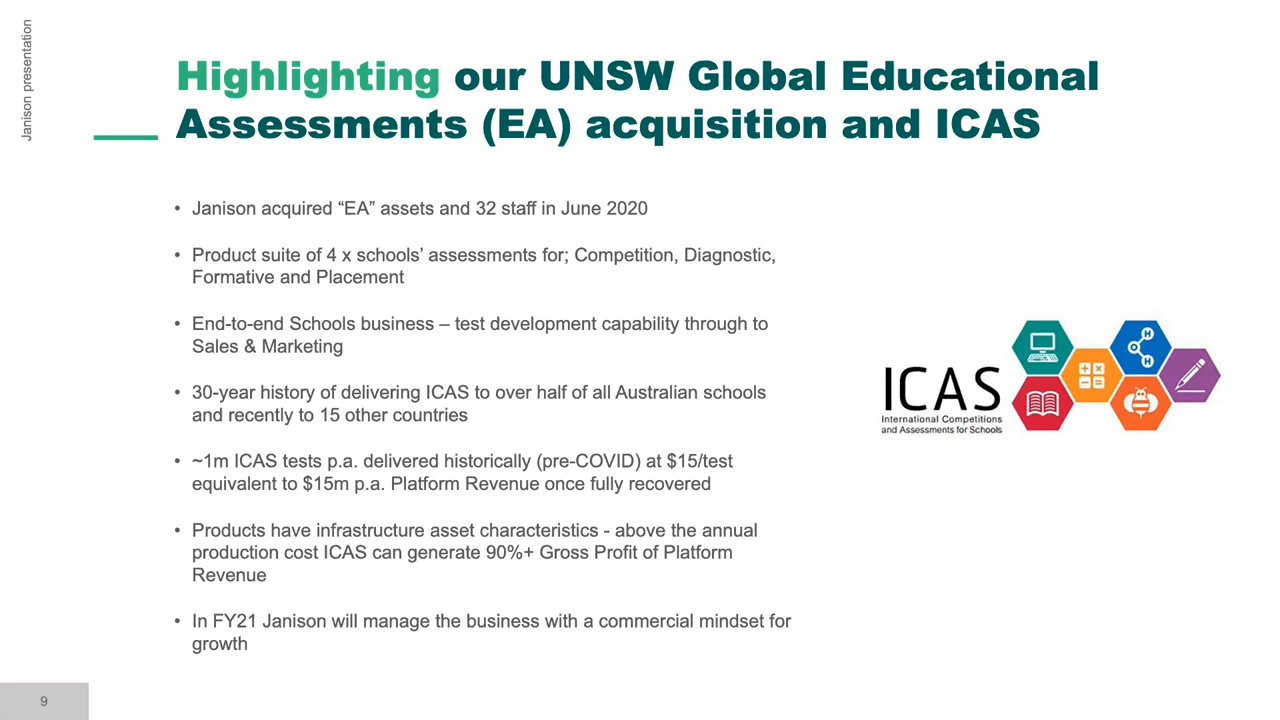 Janison presentation
Highlighting our UNSW Global Educational
Assessments (EA) acquisition and ICAS
• Janison acquired “EA” assets and 32 staff in June 2020
• Product suite of 4 x schools’ assessments for; Competition, Diagnostic,
Formative and Placement
• End-to-end Schools business – test development capability through to
Sales & Marketing
• 30-year history of delivering ICAS to over half of all Australian schools
and recently to 15 other countries
• ~1m ICAS tests p.a. delivered historically (pre-COVID) at $15/test
equivalent to $15m p.a. Platform Revenue once fully recovered
• Products have infrastructure asset characteristics - above the annual
production cost ICAS can generate 90%+ Gross Profit of Platform
Revenue
• In FY21 Janison will manage the business with a commercial mindset for
growth
ICAS
International Competitions
and Assessments for Schools
H
H
9